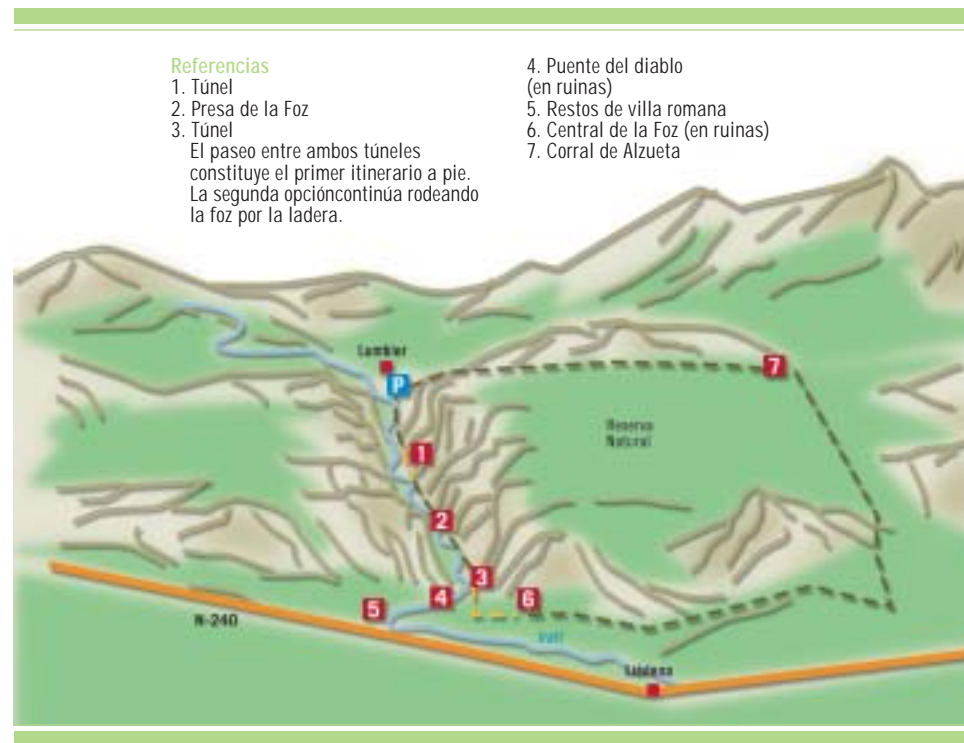 Referencias
1. Túnel
2. Presa de la Foz
3. Túnel
El paseo entre ambos túneles
constituye el primer itinerario a pie.
La segunda opcióncontinúa rodeando
la foz por la ladera.
4. Puente del diablo
(en ruinas)
5. Restos de villa romana
6. Central de la Foz (en ruinas)
7. Corral de Alzueta
Lumbier
P
7
Reserva
Natural
1
2
3
6
4
5
N-240